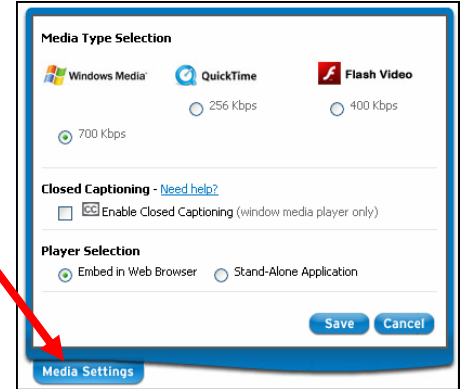 Media Type Selection
Windows Media QuickTime Flash Video
256 Kbps 400 Kbps
700 Kbps
Closed Captioning - Need help?
CC Enable Closed Captioning (window media player only)
Player Selection
Embed in Web Browser Stand-Alone Application
Save Cancel
Media Settings